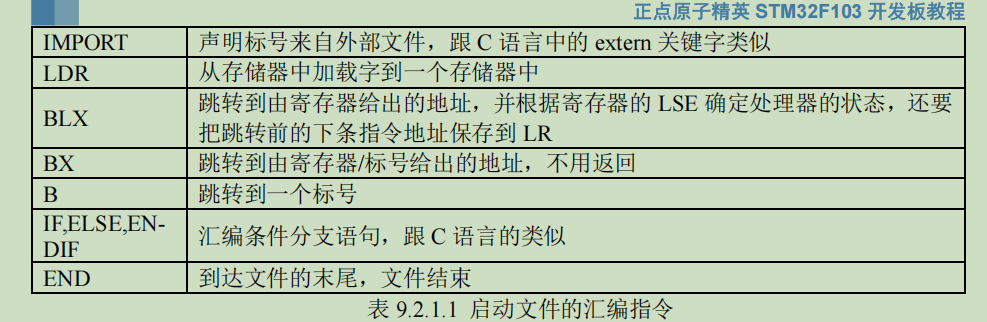 正点原子精英 STM32F103 开发板教程
IMPORT 声明标号来自外部文件，跟 C 语言中的 extern 关键字类似
LDR 从存储器中加载字到一个存储器中
BLX 跳转到由寄存器给出的地址，并根据寄存器的 LSE 确定处理器的状态，还要
把跳转前的下条指令地址保存到 LR
BX 跳转到由寄存器/标号给出的地址，不用返回
B 跳转到一个标号
IF,ELSE,EN-
DIF 汇编条件分支语句，跟 C 语言的类似
END 到达文件的末尾，文件结束
表 9.2.1.1 启动文件的汇编指令